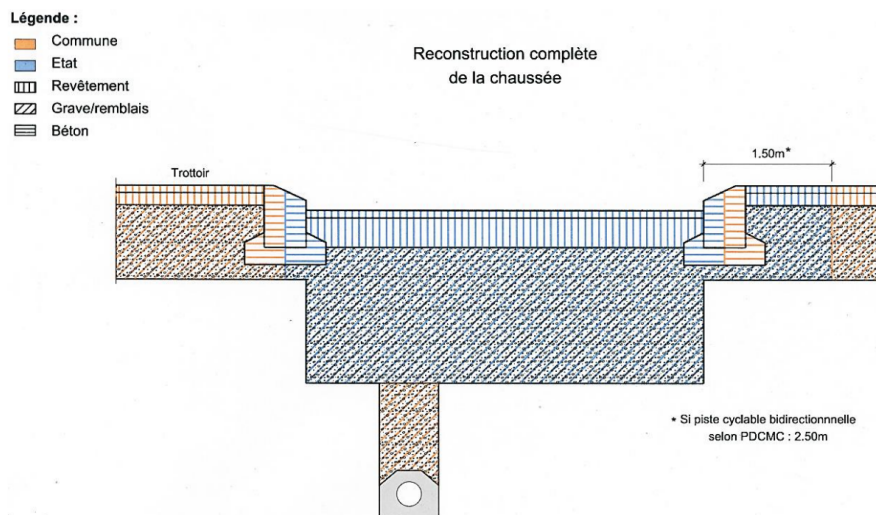 Légende :
Commune
Etat
Revêtement
Grave/remblais
Béton
Reconstruction complète
de la chaussée
1.50m*
Trottoir
* Si piste cyclable bidirectionnnelle
selon PDCMC : 2.50m